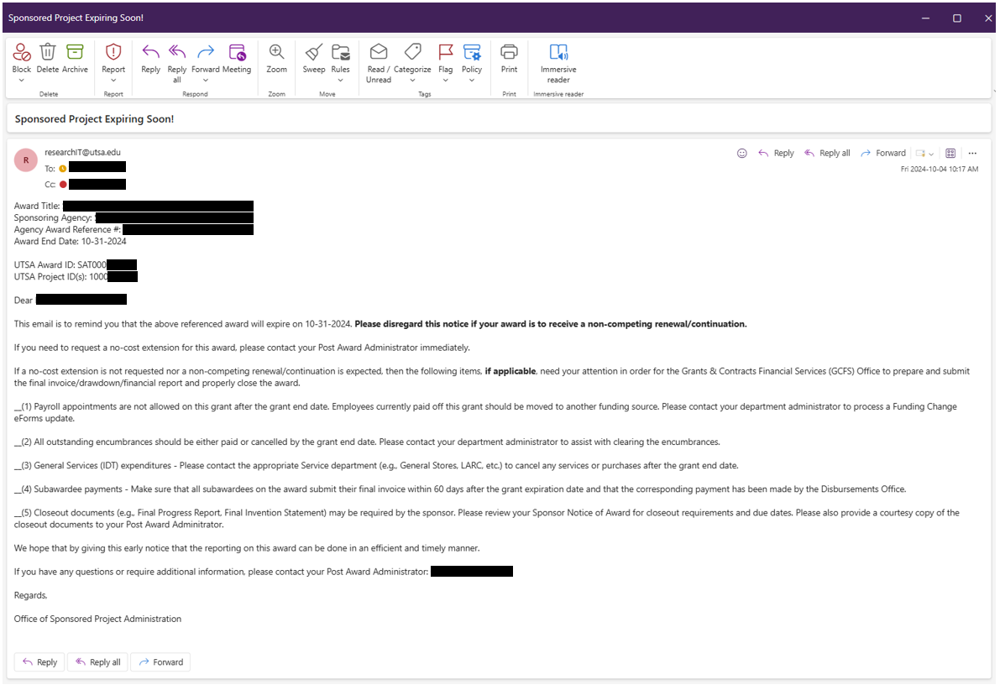 Sponsored Project Expiring Soon!
Block
Delete
Archive
Report
Reply
Reply all
Forward
Meeting
Zoom
Sweep
Rules
Read / Unread
Categorize
Flag
Policy
Print
Immersive reader
Delete
Report
Respond
Zoom
Move
Tags
Print
Immersive reader
Sponsored Project Expiring Soon!
R
researchIT@utsa.edu
To:
Cc:
Reply
Reply all
Forward
Fri 2024-10-04 10:17 AM
Award Title:
Sponsoring Agency:
Agency Award Reference #:
Award End Date: 10-31-2024
UTSA Award ID: SAT000
UTSA Project ID(s): 1000
Dear
This email is to remind you that the above referenced award will expire on 10-31-2024. Please disregard this notice if your award is to receive a non-competing renewal/continuation.
If you need to request a no-cost extension for this award, please contact your Post Award Administrator immediately.
If a no-cost extension is not requested nor a non-competing renewal/continuation is expected, then the following items, if applicable, need your attention in order for the Grants & Contracts Financial Services (GCFS) Office to prepare and submit
the final invoice/drawdown/financial report and properly close the award.
__(1) Payroll appointments are not allowed on this grant after the grant end date. Employees currently paid off this grant should be moved to another funding source. Please contact your department administrator to process a Funding Change
eForms update.
__(2) All outstanding encumbrances should be either paid or cancelled by the grant end date. Please contact your department administrator to assist with clearing the encumbrances.
__(3) General Services (IDT) expenditures - Please contact the appropriate Service department (e.g., General Stores, LARC, etc.) to cancel any services or purchases after the grant end date.
__(4) Subawardee payments - Make sure that all subawardees on the award submit their final invoice within 60 days after the grant expiration date and that the corresponding payment has been made by the Disbursements Office.
__(5) Closeout documents (e.g., Final Progress Report, Final Invention Statement) may be required by the sponsor. Please review your Sponsor Notice of Award for closeout requirements and due dates. Please also provide a courtesy copy of the
closeout documents to your Post Award Adminitrator.
We hope that by giving this early notice that the reporting on this award can be done in an efficient and timely manner.
If you have any questions or require additional information, please contact your Post Award Administrator:
Regards,
Office of Sponsored Project Administration
Reply
Reply all
Forward